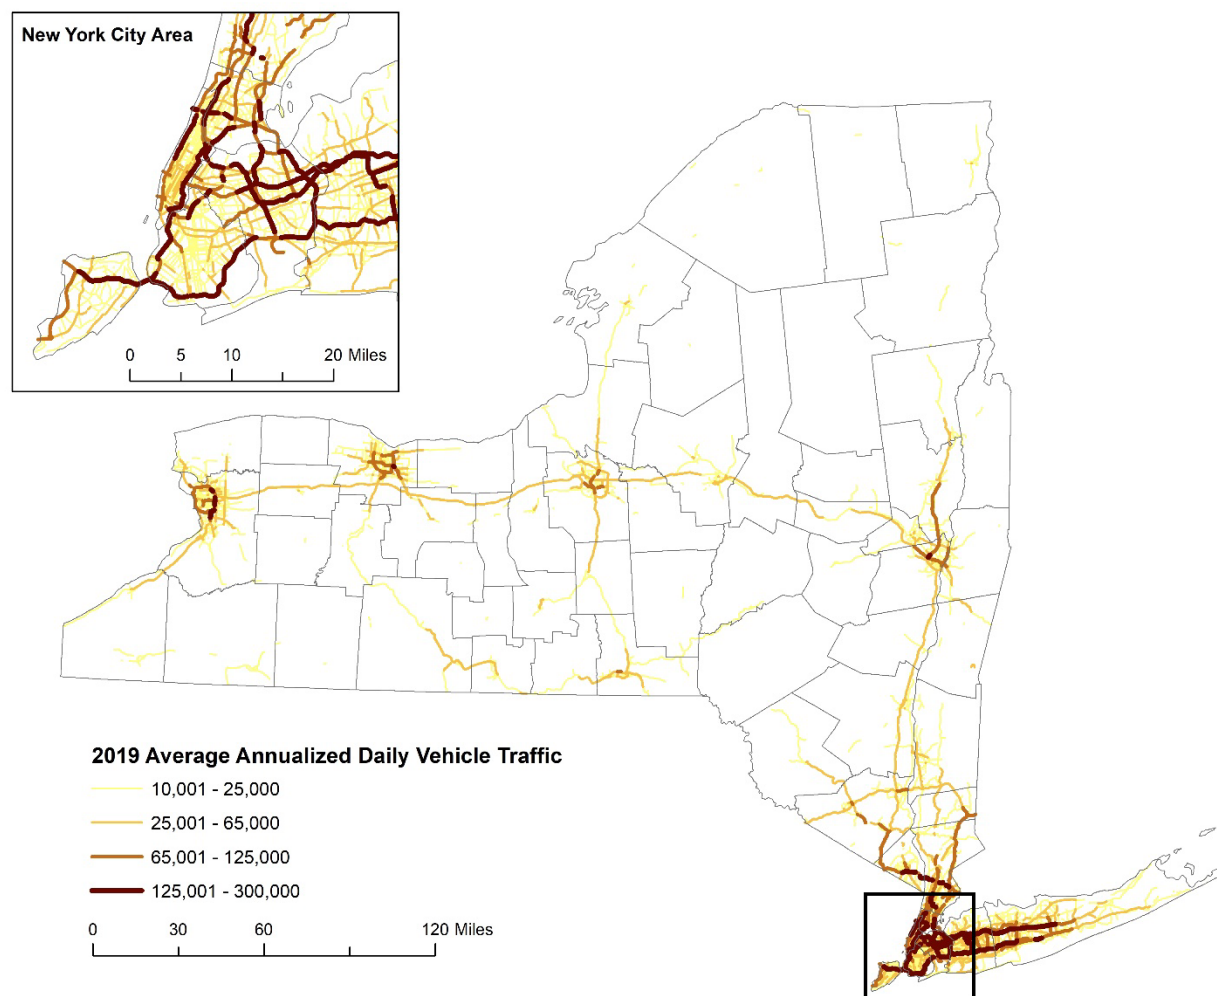 New York City Area
0 5 10 20 Miles
2019 Average Annualized Daily Vehicle Traffic
10,001 - 25,000
25,001 - 65,000
65,001 - 125,000
125,001 - 300,000
0 30 60 120 Miles